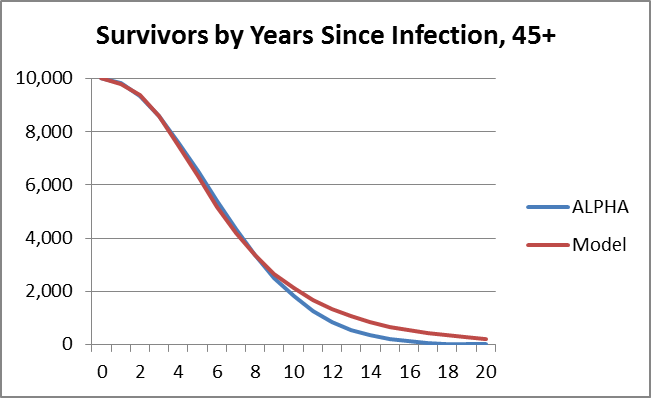 Survivors by Years Since Infection, 45+
10,000
8,000
6,000
4,000
2,000
0
0 2 4 6 8 10 12 14 16 18 20
ALPHA
Model